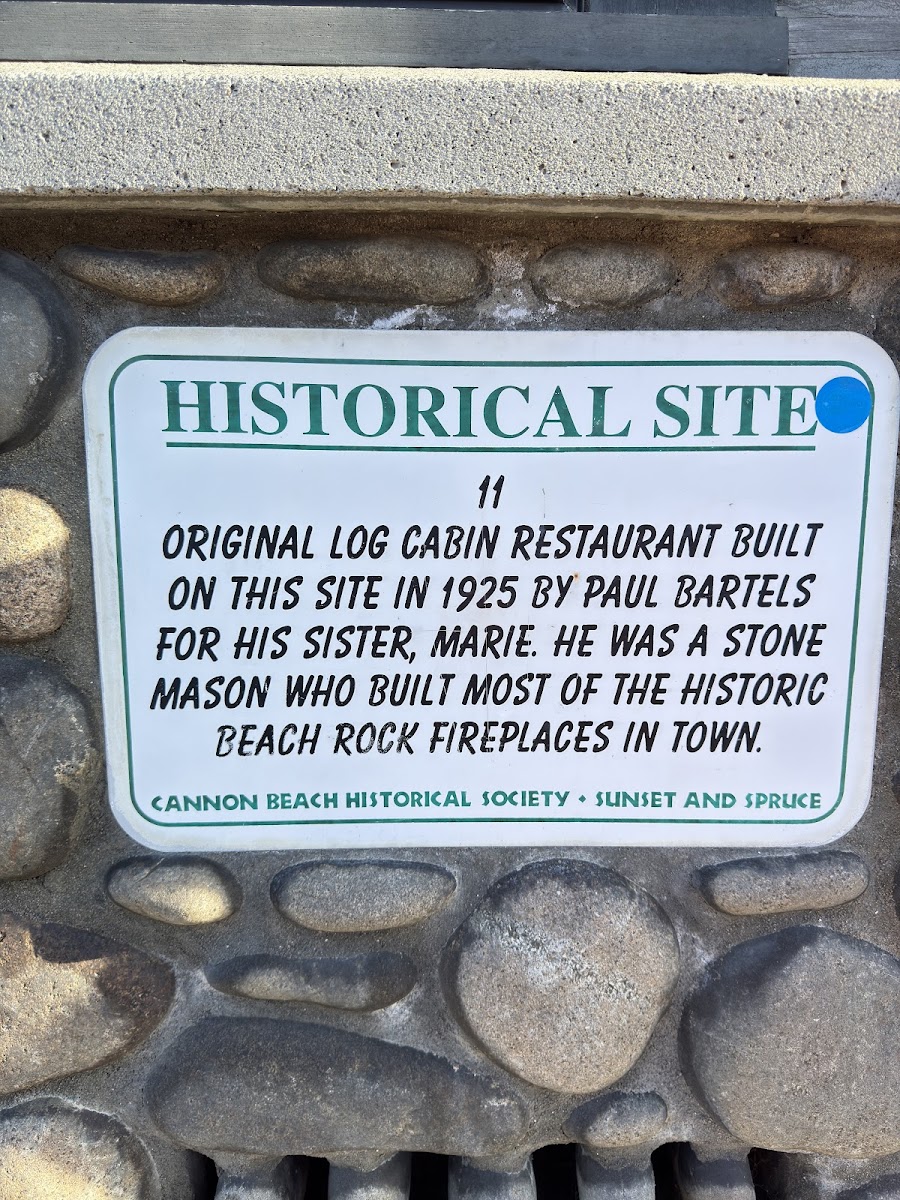 HISTORICAL SITE
11
ORIGINAL LOG CABIN RESTAURANT BUILT
ON THIS SITE IN 1925 BY PAUL BARTELS
FOR HIS SISTER, MARIE. HE WAS A STONE
MASON WHO BUILT MOST OF THE HISTORIC
BEACH ROCK FIREPLACES IN TOWN.
CANNON BEACH HISTORICAL SOCIETY • SUNSET AND SPRUCE